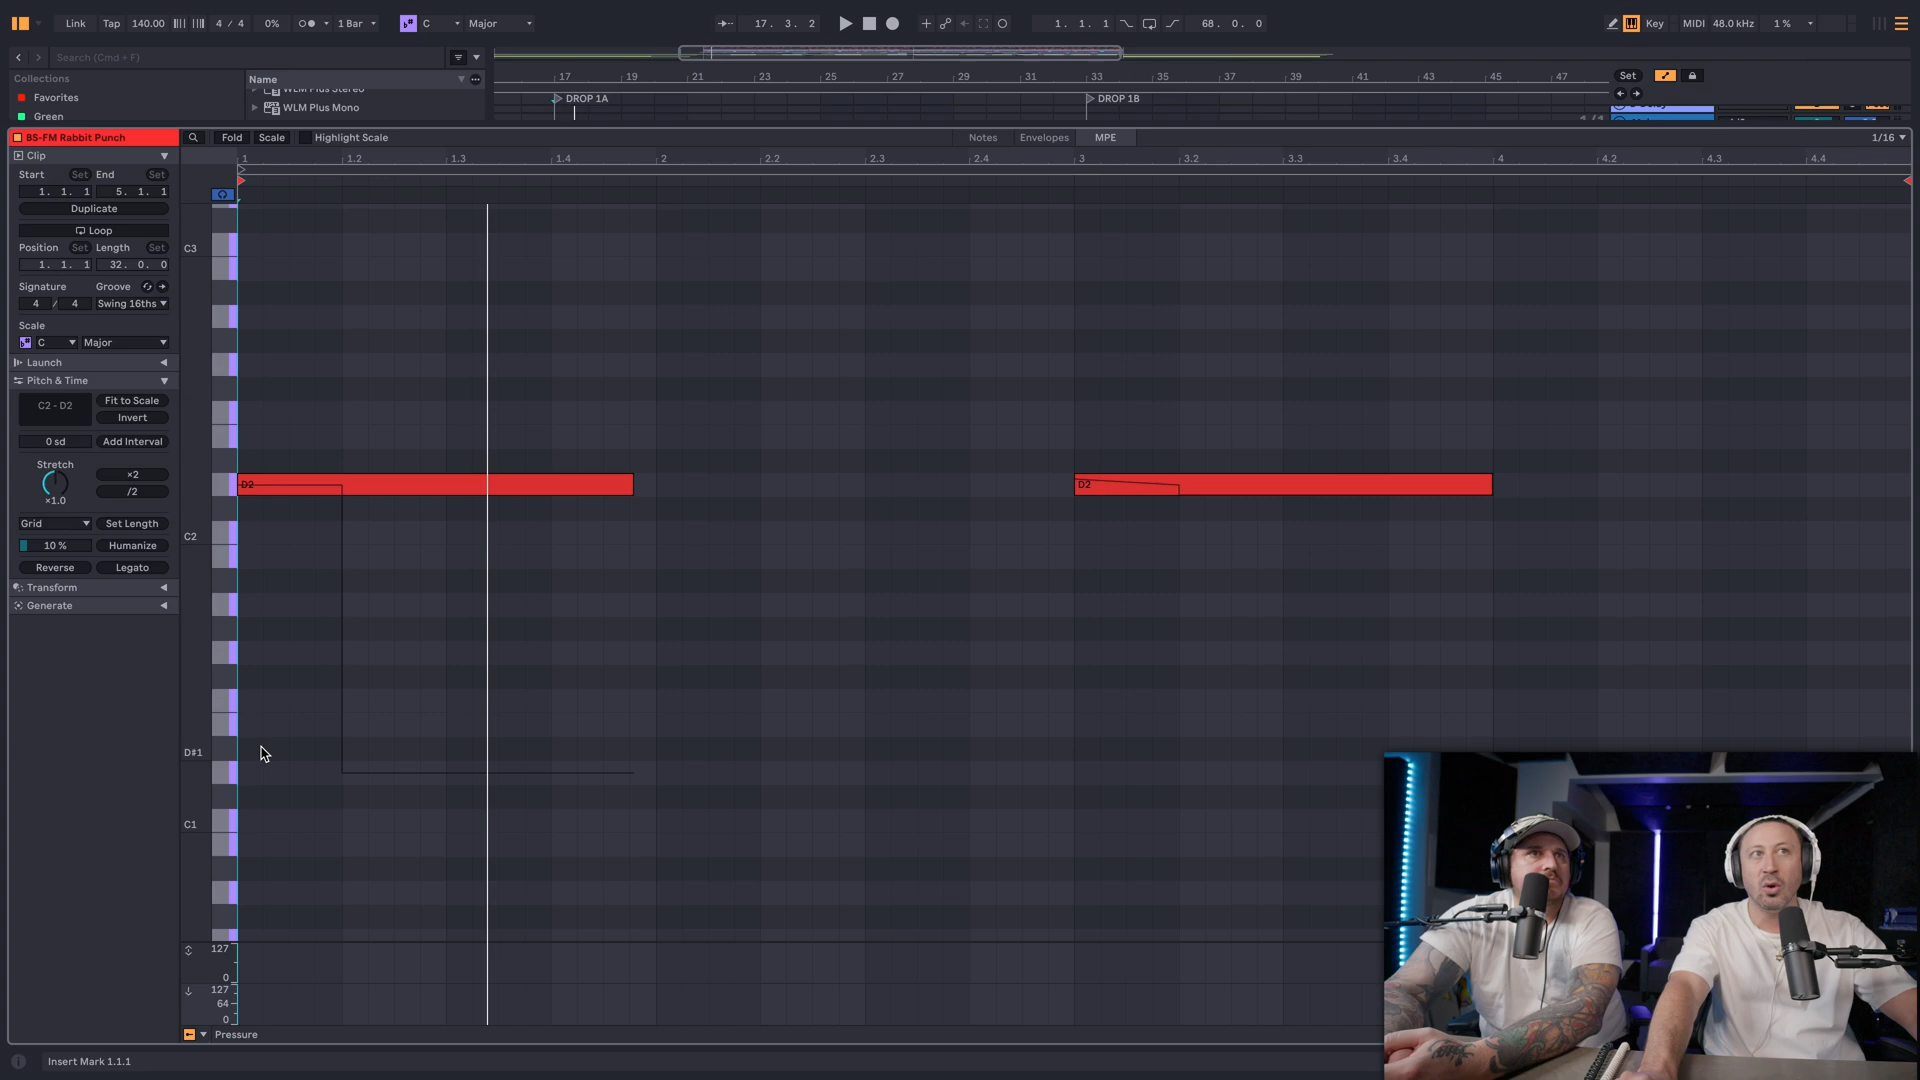 Link Tap 140.00 4 / 4 0% 1 Bar C Major 17. 3. 2 1. 1. 1 68. 0. 0 Key MIDI 48.0 kHz 1 %
Search (Cmd + F)
Collections Name
WLM Plus Stereo
Favorites WLM Plus Mono
Green
17 19 21 23 25 27 29 31 33 35 37 39 41 43 45 47 Set
DROP 1A DROP 1B
1/1
BS-FM Rabbit Punch Fold Scale Highlight Scale Notes Envelopes MPE 1/16
1 1.2 1.3 1.4 2 2.2 2.3 2.4 3 3.2 3.3 3.4 4 4.2 4.3 4.4
Clip
Start Set End Set
1. 1. 1 5. 1. 1
Duplicate
Loop
Position Set Length Set
1. 1. 1 32. 0. 0
Signature Groove
4 / 4 Swing 16ths
Scale
C Major
Launch
Pitch & Time
C2 - D2 Fit to Scale
Invert
0 sd Add Interval
Stretch
×2
/2
×1.0
Grid Set Length
10 % Humanize
Reverse Legato
Transform
Generate
C3
D2 D2
C2
D#1
C1
127
0
127
64
0
Pressure
Insert Mark 1.1.1